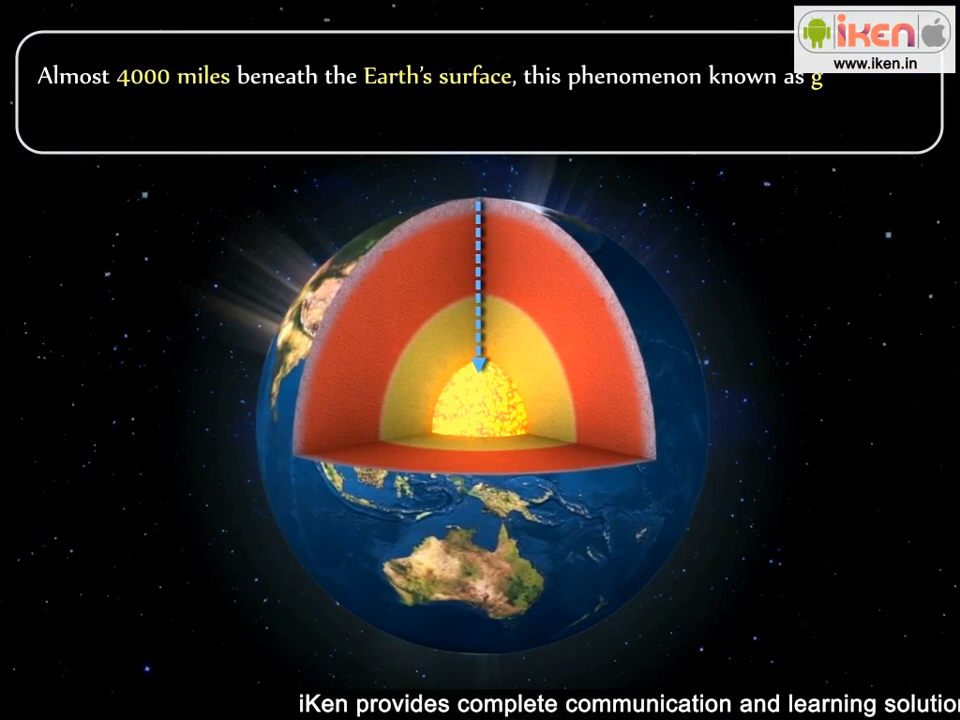 iKEN
www.iken.in
Almost 4000 miles beneath the Earth's surface, this phenomenon known as g
iKen provides complete communication and learning solution